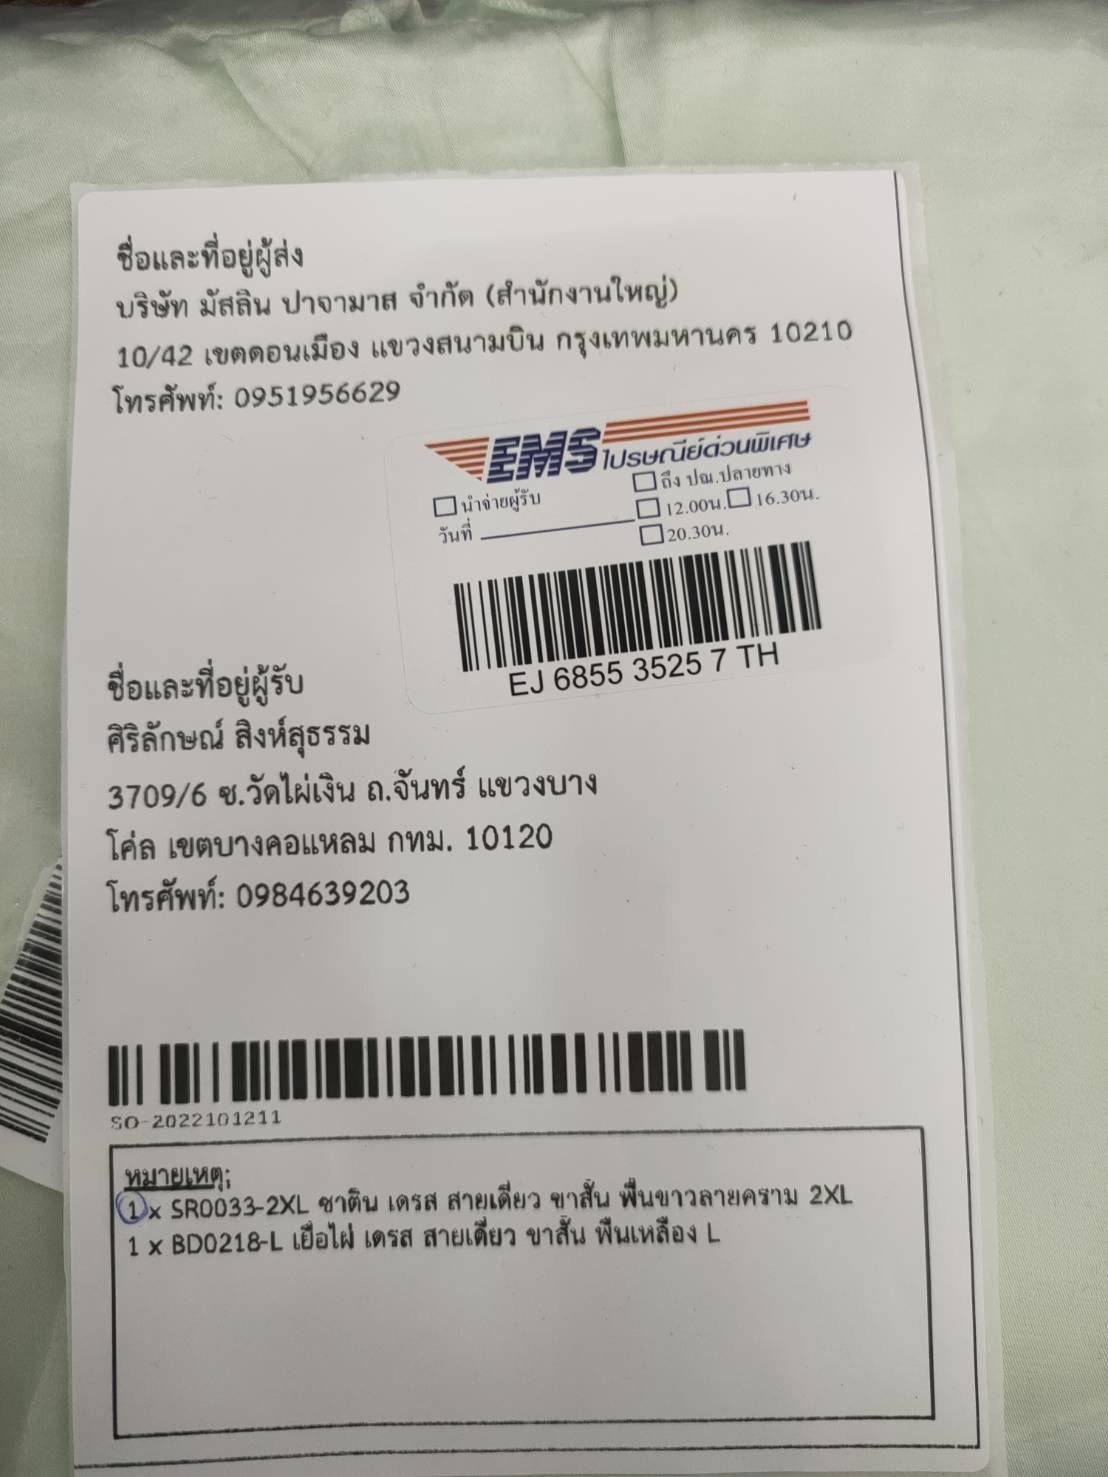 ชื่อและที่อยู่ผู้ส่ง
บริษัท มัสลิน ปาจามาส จำกัด (สำนักงานใหญ่)
10/42 เขตดอนเมือง แขวงสนามบิน กรุงเทพมหานคร 10210
โทรศัพท์: 0951956629
EMS ไปรษณีย์ด่วนพิเศษ
นำจ่ายผู้รับ
ถึง ปณ.ปลายทาง
วันที่
12.00น. 16.30น.
20.30น.
EJ 6855 3525 7 TH
ชื่อและที่อยู่ผู้รับ
ศิริลักษณ์ สิงห์สุธรรม
3709/6 ซ.วัดไผ่เงิน ถ.จันทร์ แขวงบาง
โค่ล เขตบางคอแหลม กทม. 10120
โทรศัพท์: 0984639203
SO-2022101211
หมายเหตุ;
1 x SR0033-2XL ซาติน เดรส สายเดี่ยว ขาสั้น พื้นขาวลายคราม 2XL
1 x BD0218-L เยื่อไผ่ เดรส สายเดี่ยว ขาสั้น พื้นเหลือง L